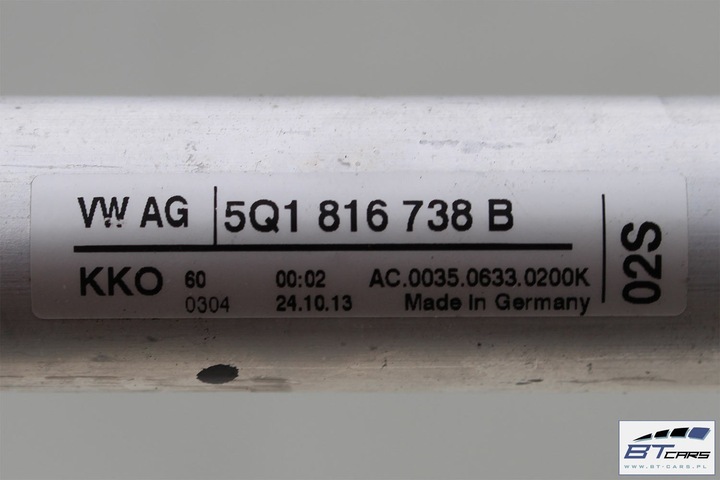 VW AG 5Q1 816 738 B
KKO 60 00:02 AC.0035.0633.0200K
0304 24.10.13 Made In Germany
02S
BT CARS
WWW.BT-CARS.PL